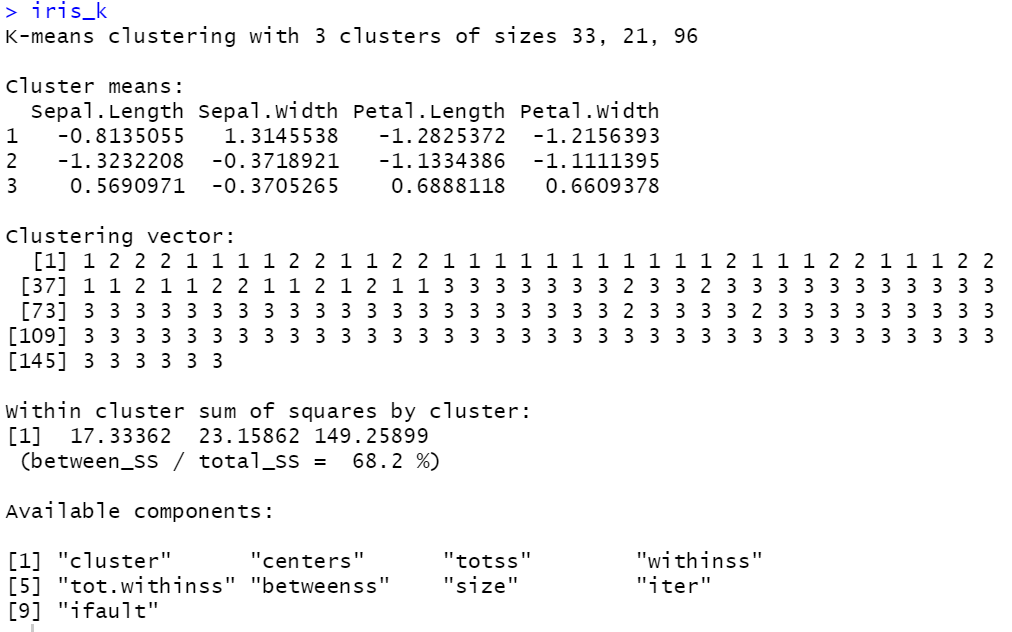 > iris_k
K-means clustering with 3 clusters of sizes 33, 21, 96
Cluster means:
  Sepal.Length Sepal.Width Petal.Length Petal.Width
1   -0.8135055   1.3145538   -1.2825372  -1.2156393
2   -1.3232208  -0.3718921   -1.1334386  -1.1111395
3    0.5690971  -0.3705265    0.6888118   0.6609378
Clustering vector:
  [1] 1 2 2 2 1 1 1 1 2 2 1 1 2 2 1 1 1 1 1 1 1 1 1 1 1 2 1 1 1 2 2 1 1 1 2 2
 [37] 1 1 2 1 1 2 2 1 1 2 1 2 1 1 3 3 3 3 3 3 3 2 3 3 2 3 3 3 3 3 3 3 3 3 3 3
 [73] 3 3 3 3 3 3 3 3 3 3 3 3 3 3 3 3 3 3 3 2 3 3 3 3 2 3 3 3 3 3 3 3 3 3
[109] 3 3 3 3 3 3 3 3 3 3 3 3 3 3 3 3 3 3 3 3 3 3 3 3 3 3 3 3 3 3 3 3
[145] 3 3 3 3 3 3
Within cluster sum of squares by cluster:
[1]  17.33362  23.15862 149.25899
 (between_SS / total_SS =  68.2 %)
Available components:
[1] "cluster"      "centers"      "totss"        "withinss"
[5] "tot.withinss" "betweenss"    "size"         "iter"
[9] "ifault"